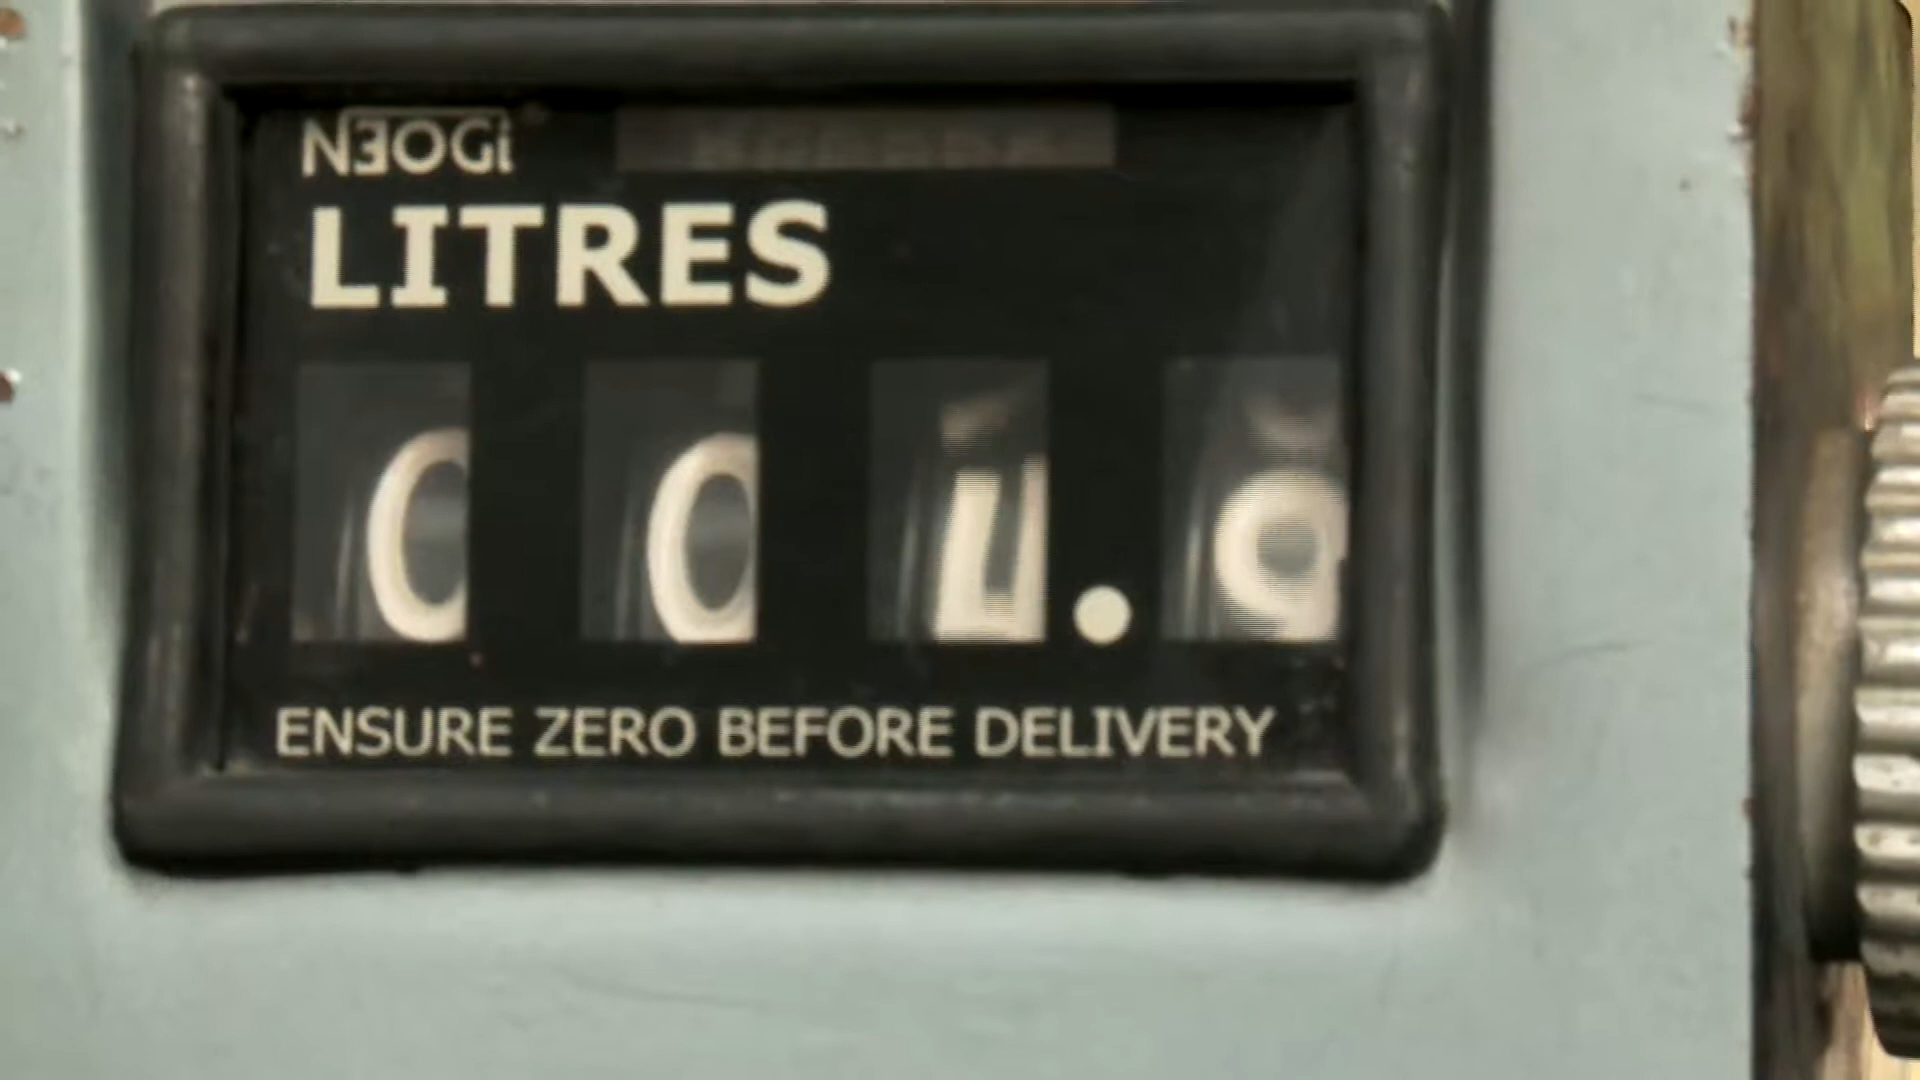 NEOGi
LITRES
0 0
ENSURE ZERO BEFORE DELIVERY